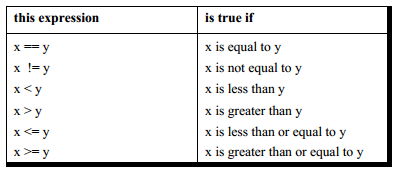 this expression is true if
x == y x is equal to y
x != y x is not equal to y
x < y x is less than y
x > y x is greater than y
x <= y x is less than or equal to y
x >= y x is greater than or equal to y